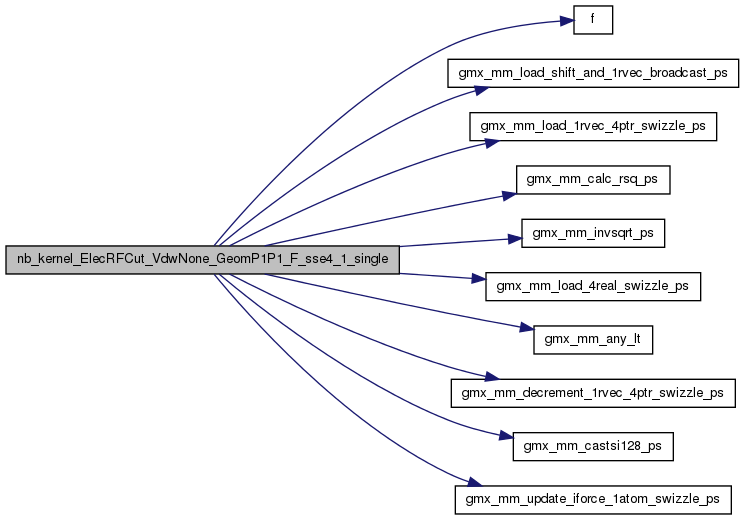 f
gmx_mm_load_shift_and_1rvec_broadcast_ps
gmx_mm_load_1rvec_4ptr_swizzle_ps
gmx_mm_calc_rsq_ps
gmx_mm_invsqrt_ps
nb_kernel_ElecRFCut_VdwNone_GeomP1P1_F_sse4_1_single
gmx_mm_load_4real_swizzle_ps
gmx_mm_any_lt
gmx_mm_decrement_1rvec_4ptr_swizzle_ps
gmx_mm_castsi128_ps
gmx_mm_update_iforce_1atom_swizzle_ps